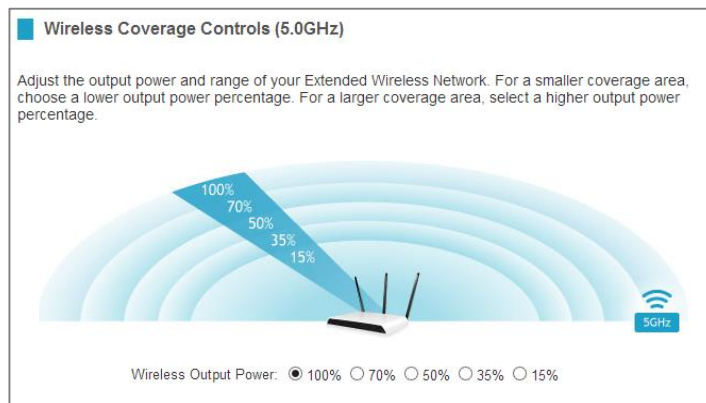 Wireless Coverage Controls (5.0GHz)
Adjust the output power and range of your Extended Wireless Network. For a smaller coverage area,
choose a lower output power percentage. For a larger coverage area, select a higher output power
percentage.
100%
70%
50%
35%
15%
5GHz
Wireless Output Power: 100% 70% 50% 35% 15%